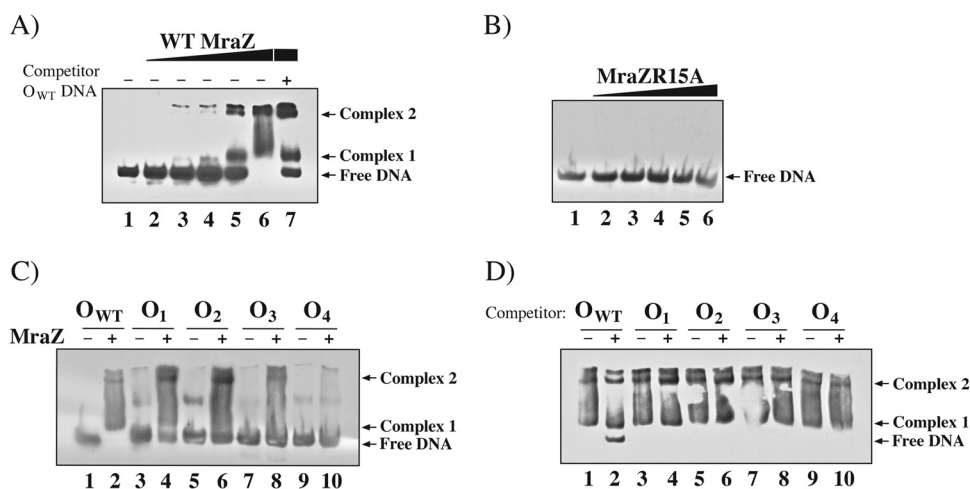 A)
WT MraZ
Competitor
O_WT DNA
− − − − − − +
Complex 2
Complex 1
Free DNA
1 2 3 4 5 6 7
B)
MraZR15A
Free DNA
1 2 3 4 5 6
C)
O_WT O_1 O_2 O_3 O_4
MraZ − + − + − + − + − +
Complex 2
Complex 1
Free DNA
1 2 3 4 5 6 7 8 9 10
D)
Competitor: O_WT O_1 O_2 O_3 O_4
− + − + − + − + − +
Complex 2
Complex 1
Free DNA
1 2 3 4 5 6 7 8 9 10